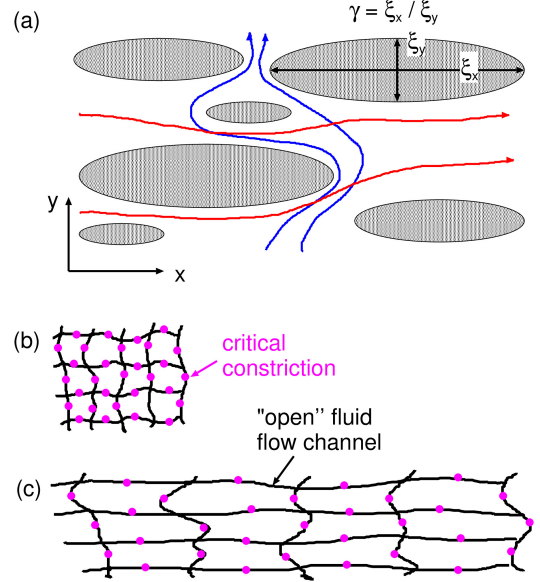 (a)
γ = ξx / ξy
ξy
ξx
y
x
(b)
critical
constriction
"open'' fluid
flow channel
(c)